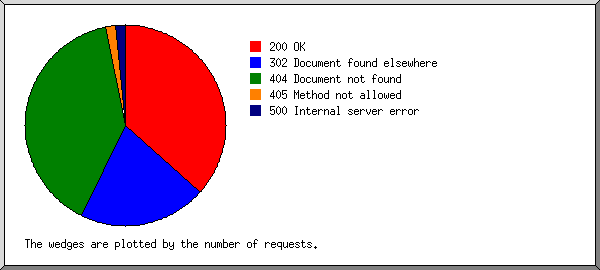 200 OK
302 Document found elsewhere
404 Document not found
405 Method not allowed
500 Internal server error
The wedges are plotted by the number of requests.